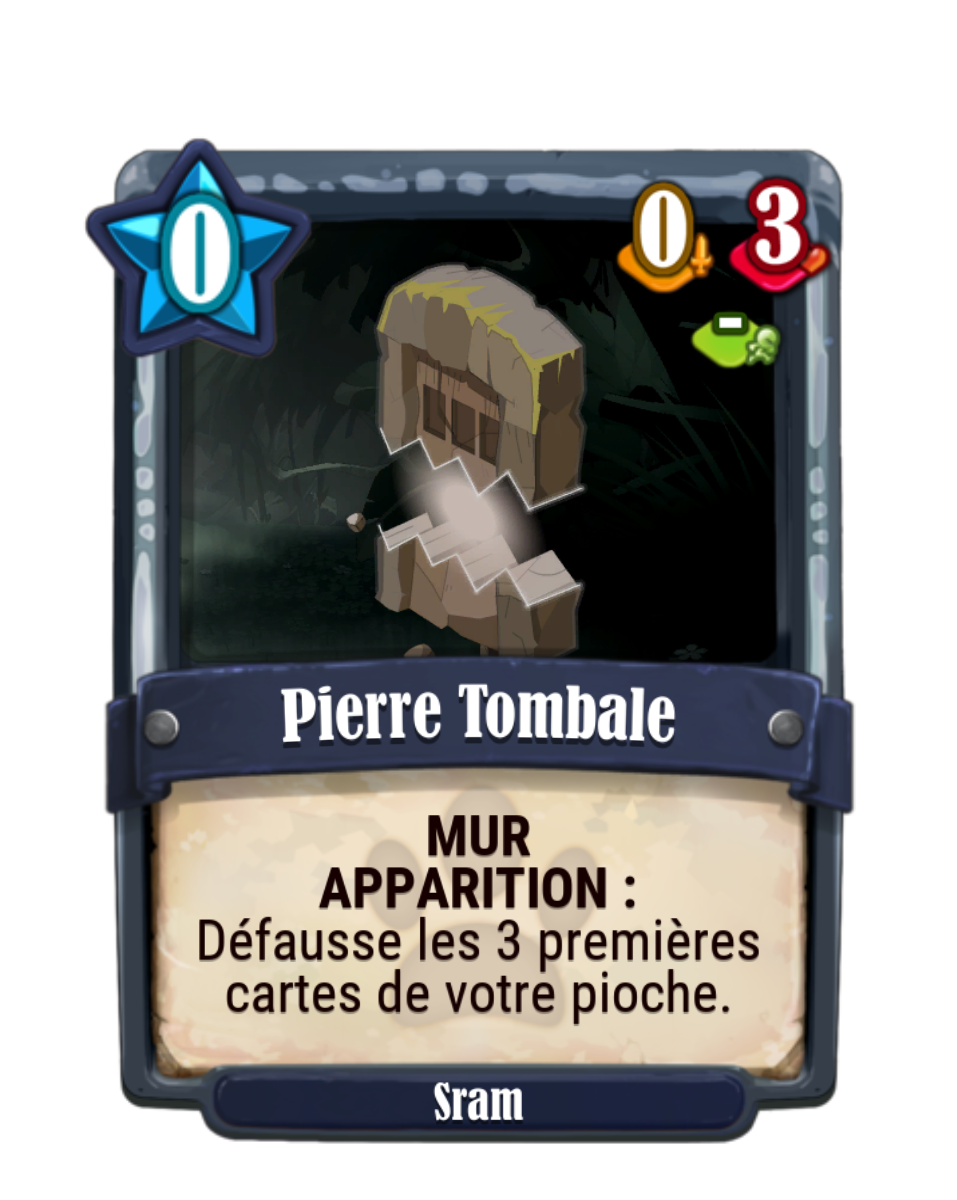 0
0 3
-
Pierre Tombale
MUR
APPARITION :
Défausse les 3 premières
cartes de votre pioche.
Sram